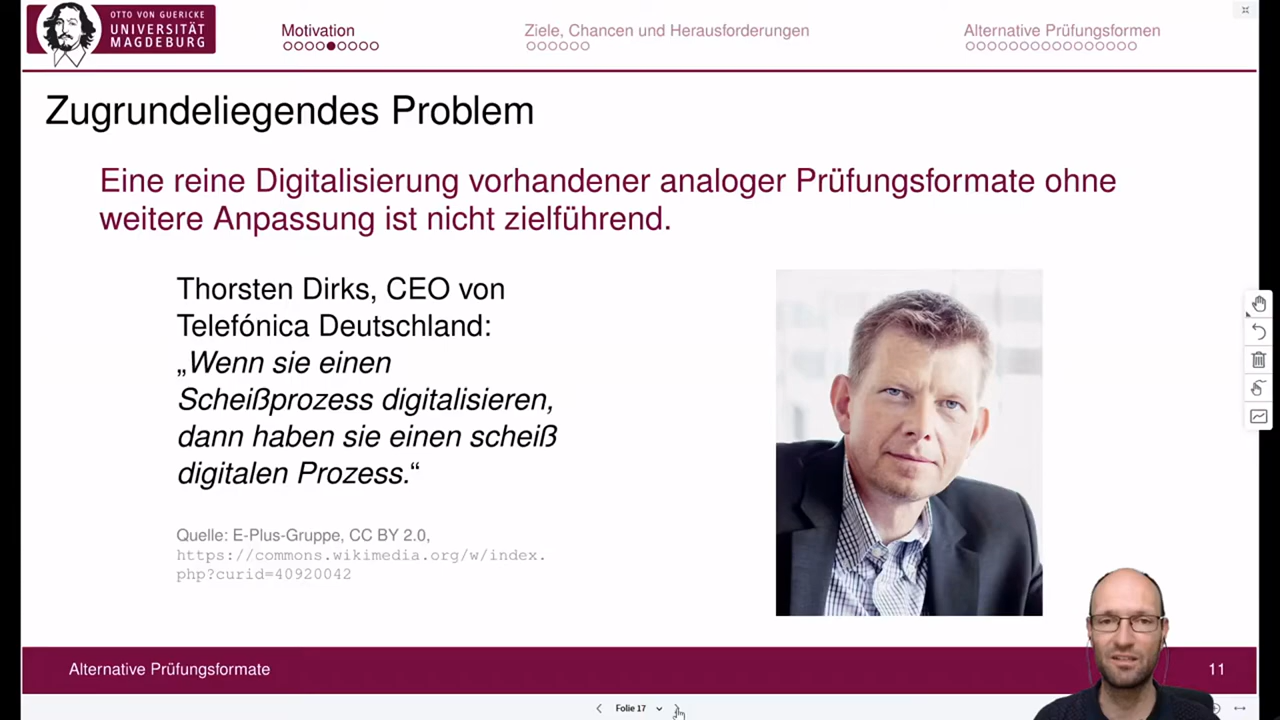 OTTO VON GUERICKE
UNIVERSITÄT
MAGDEBURG
Motivation
Ziele, Chancen und Herausforderungen
Alternative Prüfungsformen
Zugrundeliegendes Problem
Eine reine Digitalisierung vorhandener analoger Prüfungsformate ohne
weitere Anpassung ist nicht zielführend.
Thorsten Dirks, CEO von
Telefónica Deutschland:
„Wenn sie einen
Scheißprozess digitalisieren,
dann haben sie einen scheiß
digitalen Prozess.“
Quelle: E-Plus-Gruppe, CC BY 2.0,
https://commons.wikimedia.org/w/index.
php?curid=40920042
Alternative Prüfungsformate
11
Folie 17